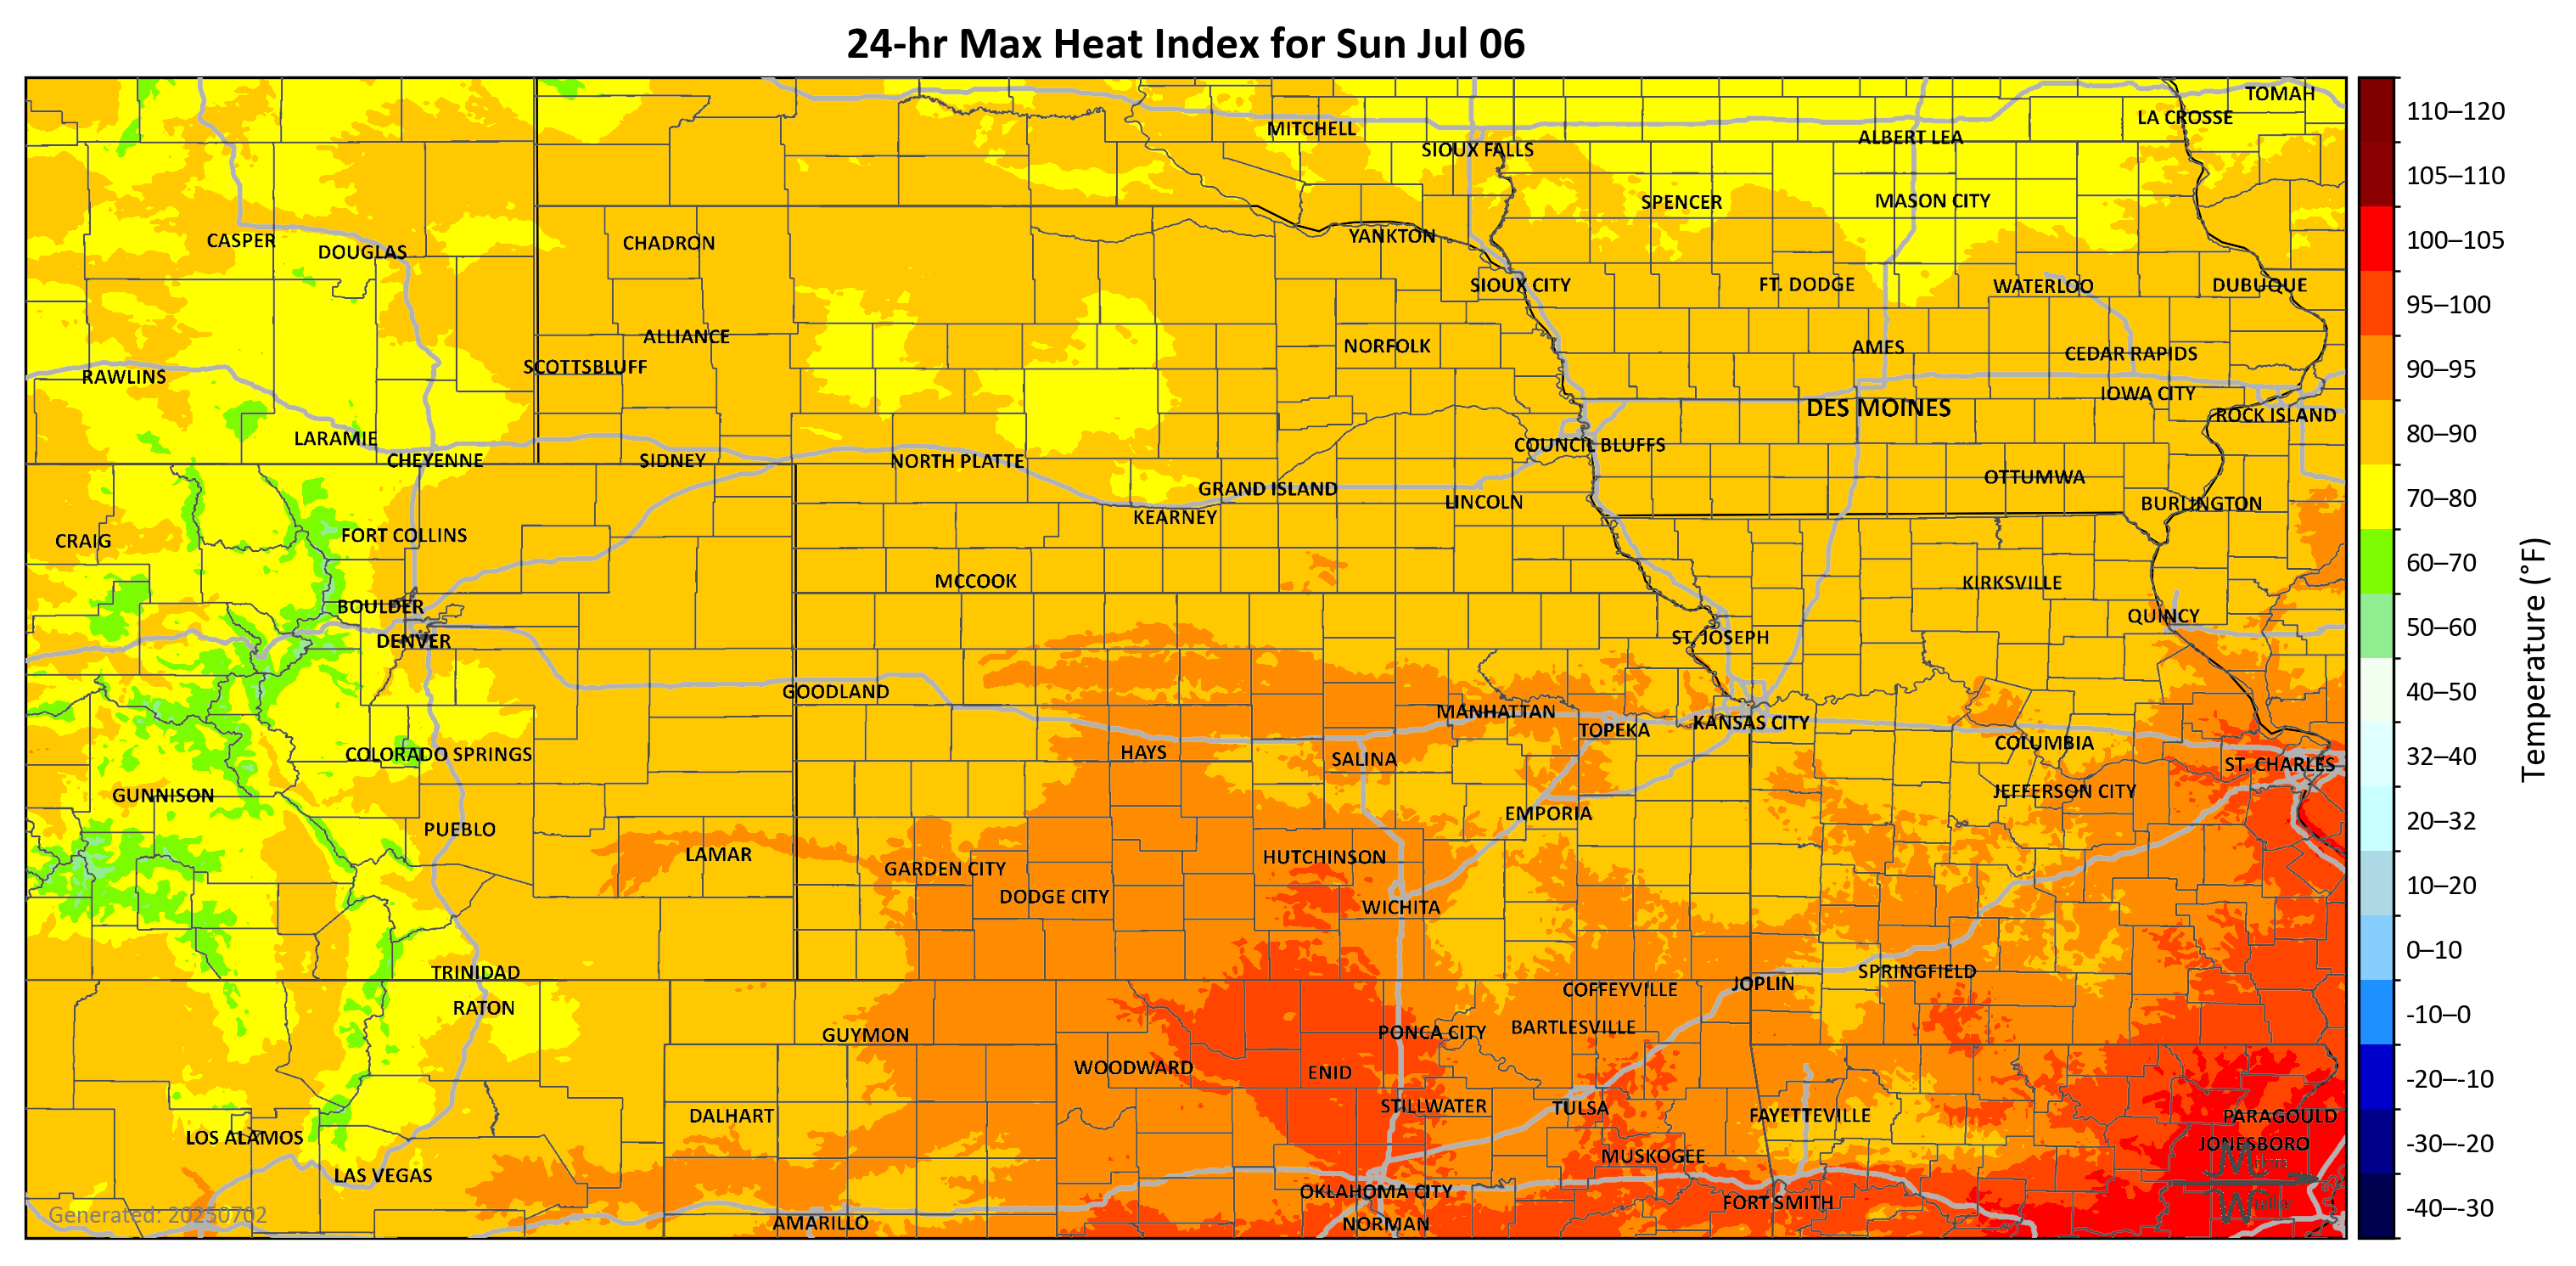 24-hr Max Heat Index for Sun Jul 06
TOMAH
LA CROSSE
MITCHELL
ALBERT LEA
SIOUX FALLS
SPENCER
MASON CITY
CASPER
DOUGLAS
CHADRON
YANKTON
SIOUX CITY
FT. DODGE
WATERLOO
DUBUQUE
ALLIANCE
NORFOLK
AMES
CEDAR RAPIDS
SCOTTSBLUFF
RAWLINS
IOWA CITY
DES MOINES
ROCK ISLAND
LARAMIE
COUNCIL BLUFFS
CHEYENNE
SIDNEY
NORTH PLATTE
OTTUMWA
GRAND ISLAND
LINCOLN
BURLINGTON
KEARNEY
CRAIG
FORT COLLINS
MCCOOK
KIRKSVILLE
BOULDER
QUINCY
DENVER
ST. JOSEPH
GOODLAND
MANHATTAN
TOPEKA
KANSAS CITY
COLUMBIA
COLORADO SPRINGS
HAYS
SALINA
ST. CHARLES
GUNNISON
JEFFERSON CITY
EMPORIA
PUEBLO
LAMAR
HUTCHINSON
GARDEN CITY
DODGE CITY
WICHITA
TRINIDAD
SPRINGFIELD
JOPLIN
COFFEYVILLE
RATON
GUYMON
PONCA CITY
BARTLESVILLE
WOODWARD
ENID
STILLWATER
TULSA
DALHART
FAYETTEVILLE
PARAGOULD
LOS ALAMOS
JONESBORO
MUSKOGEE
LAS VEGAS
OKLAHOMA CITY
FORT SMITH
AMARILLO
NORMAN
Generated: 20250702
Weather
110–120
105–110
100–105
95–100
90–95
80–90
70–80
60–70
50–60
40–50
32–40
20–32
10–20
0–10
-10–0
-20–-10
-30–-20
-40–-30
Temperature (°F)